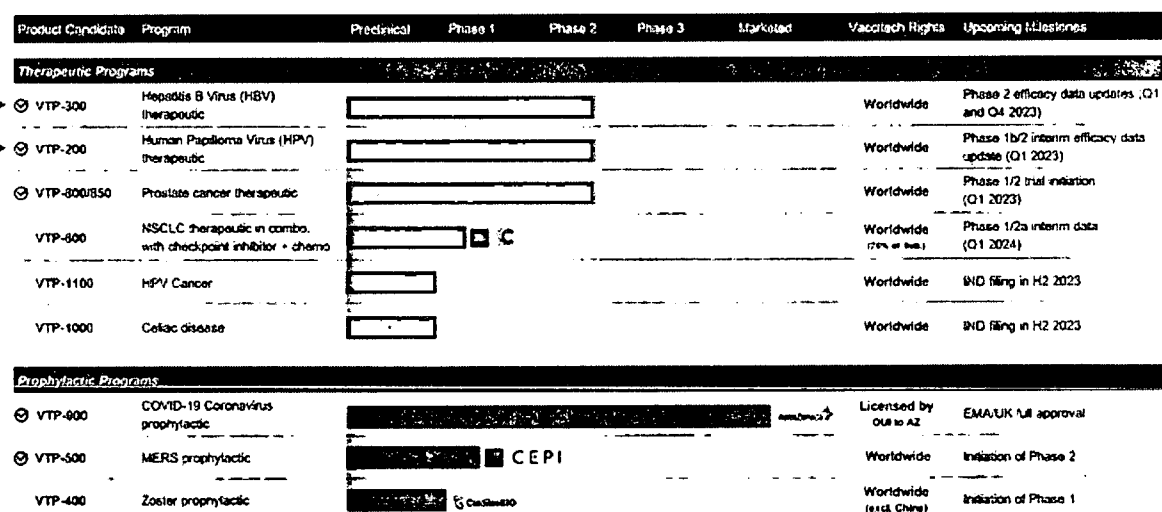 Product Candidate Program Preclinical Phase 1 Phase 2 Phase 3 Marketed Vaccitech Rights Upcoming Milestones
Therapeutic Programs
VTP-300 Hepatitis B Virus (HBV) therapeutic Worldwide Phase 2 efficacy data updates (Q1 and Q4 2023)
VTP-200 Human Papilloma Virus (HPV) therapeutic Worldwide Phase 1b/2 interim efficacy data update (Q1 2023)
VTP-800/850 Prostate cancer therapeutic Worldwide Phase 1/2 trial initiation (Q1 2023)
VTP-600 NSCLC therapeutic in combo. with checkpoint inhibitor + chemo Worldwide Phase 1/2a interim data (Q1 2024)
VTP-1100 HPV Cancer Worldwide IND filing in H2 2023
VTP-1000 Celiac disease Worldwide IND filing in H2 2023
Prophylactic Programs
VTP-900 COVID-19 Coronavirus prophylactic AstraZeneca Licensed by OUI to AZ EMA/UK full approval
VTP-500 MERS prophylactic CEPI Worldwide Initiation of Phase 2
VTP-400 Zoster prophylactic CanSinoBIO Worldwide (excl. China) Initiation of Phase 1